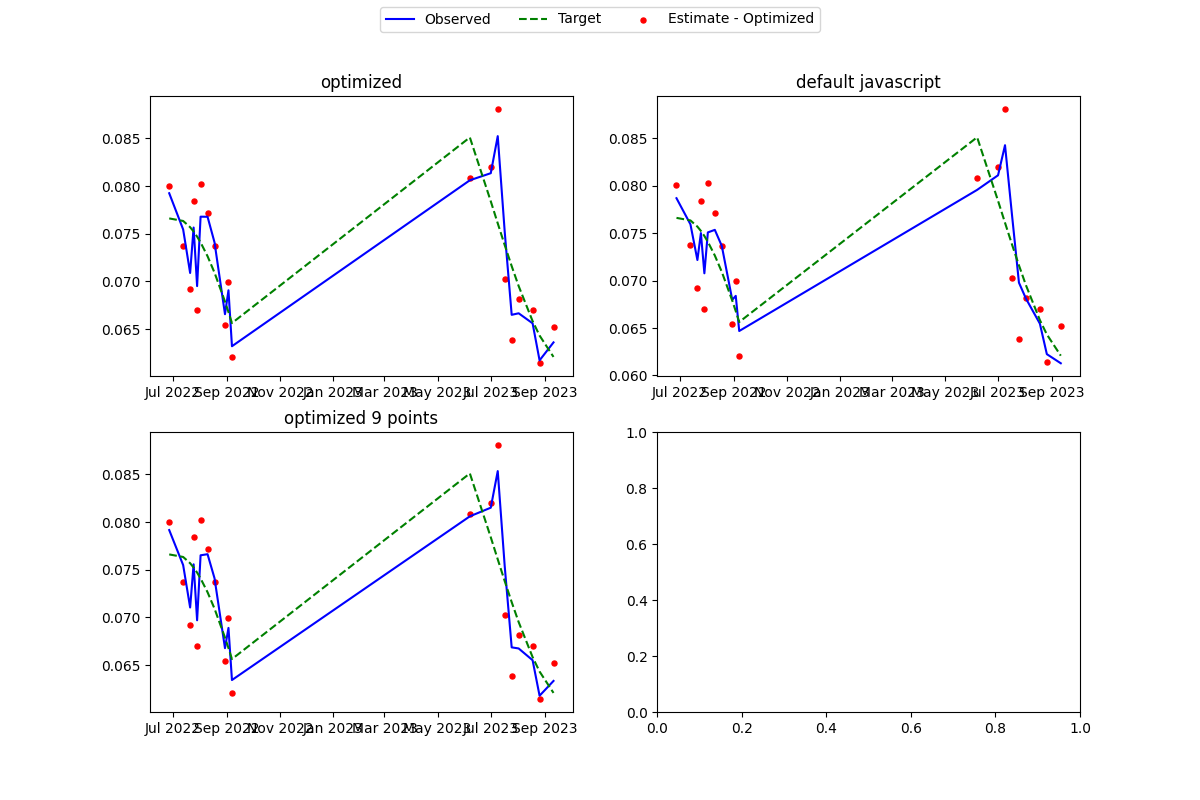 Observed Target Estimate - Optimized
optimized
default javascript
0.085
0.080
0.075
0.070
0.065
Jul 2022 Sep 2022 Nov 2022 Jan 2023 Mar 2023 May 2023 Jul 2023 Sep 2023
0.085
0.080
0.075
0.070
0.065
0.060
Jul 2022 Sep 2022 Nov 2022 Jan 2023 Mar 2023 May 2023 Jul 2023 Sep 2023
optimized 9 points
0.085
0.080
0.075
0.070
0.065
Jul 2022 Sep 2022 Nov 2022 Jan 2023 Mar 2023 May 2023 Jul 2023 Sep 2023
1.0
0.8
0.6
0.4
0.2
0.0
0.0 0.2 0.4 0.6 0.8 1.0